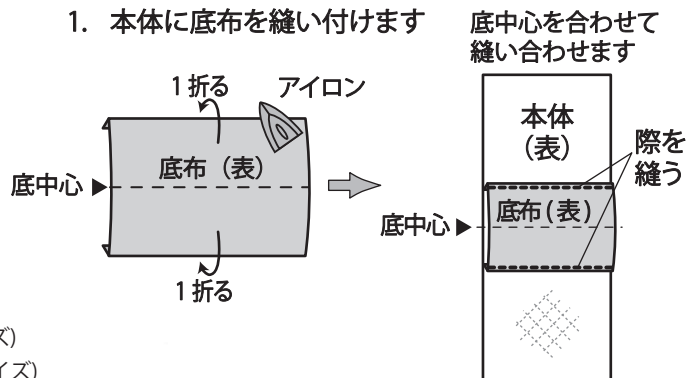 1. 本体に底布を縫い付けます
底中心を合わせて
縫い合わせます
1折る
アイロン
底布（表）
底中心
1折る
本体
（表）
際を
縫う
底布(表)
底中心
ズ)
イズ)